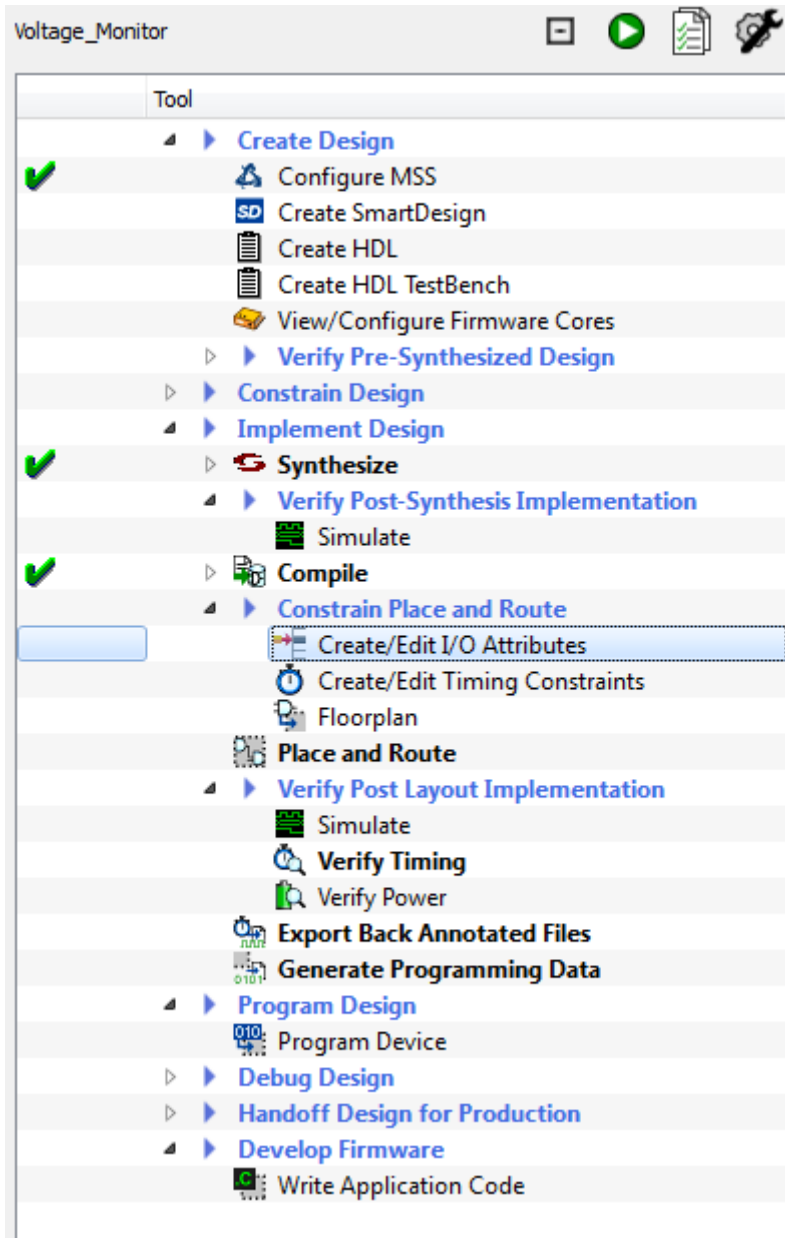 Voltage_Monitor
Tool
Create Design
Configure MSS
SD Create SmartDesign
Create HDL
Create HDL TestBench
View/Configure Firmware Cores
Verify Pre-Synthesized Design
Constrain Design
Implement Design
Synthesize
Verify Post-Synthesis Implementation
Simulate
Compile
Constrain Place and Route
Create/Edit I/O Attributes
Create/Edit Timing Constraints
Floorplan
Place and Route
Verify Post Layout Implementation
Simulate
Verify Timing
Verify Power
Export Back Annotated Files
0101 Generate Programming Data
Program Design
010 Program Device
Debug Design
Handoff Design for Production
Develop Firmware
.C Write Application Code